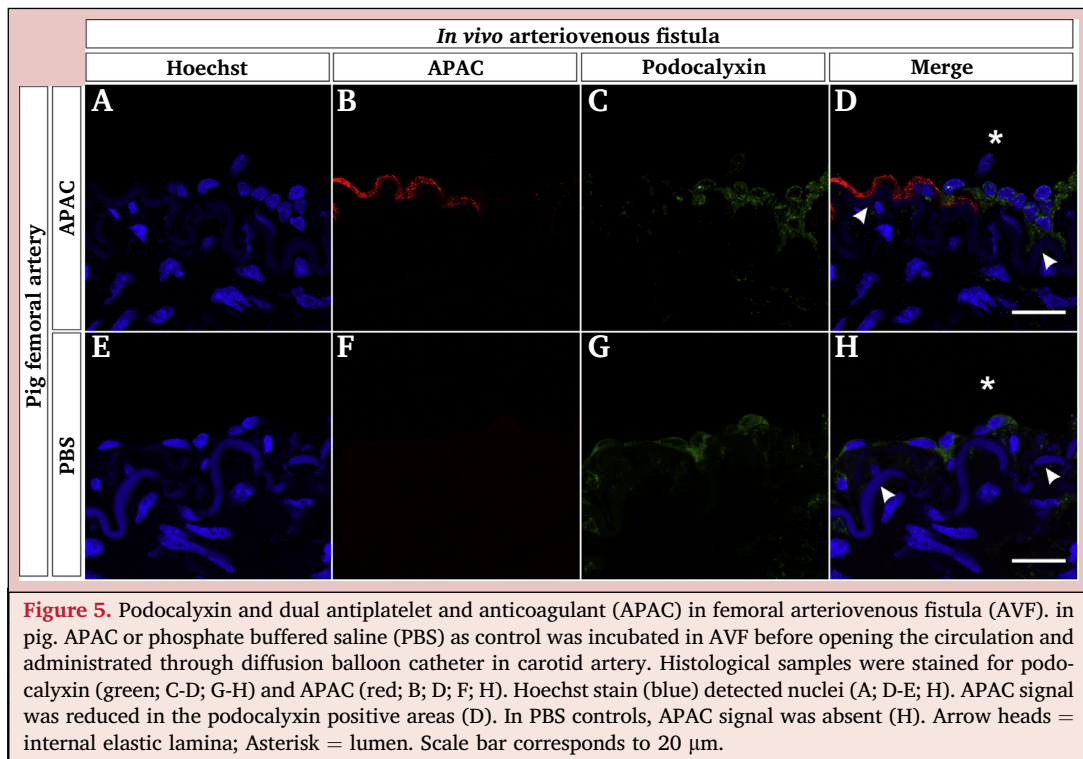 In vivo arteriovenous fistula
Hoechst
APAC
Podocalyxin
Merge
Pig femoral artery
APAC
A
B
C
D
*
PBS
E
F
G
H
*
Figure 5. Podocalyxin and dual antiplatelet and anticoagulant (APAC) in femoral arteriovenous fistula (AVF). in
pig. APAC or phosphate buffered saline (PBS) as control was incubated in AVF before opening the circulation and
administrated through diffusion balloon catheter in carotid artery. Histological samples were stained for podo-
calyxin (green; C-D; G-H) and APAC (red; B; D; F; H). Hoechst stain (blue) detected nuclei (A; D-E; H). APAC signal
was reduced in the podocalyxin positive areas (D). In PBS controls, APAC signal was absent (H). Arrow heads =
internal elastic lamina; Asterisk = lumen. Scale bar corresponds to 20 μm.